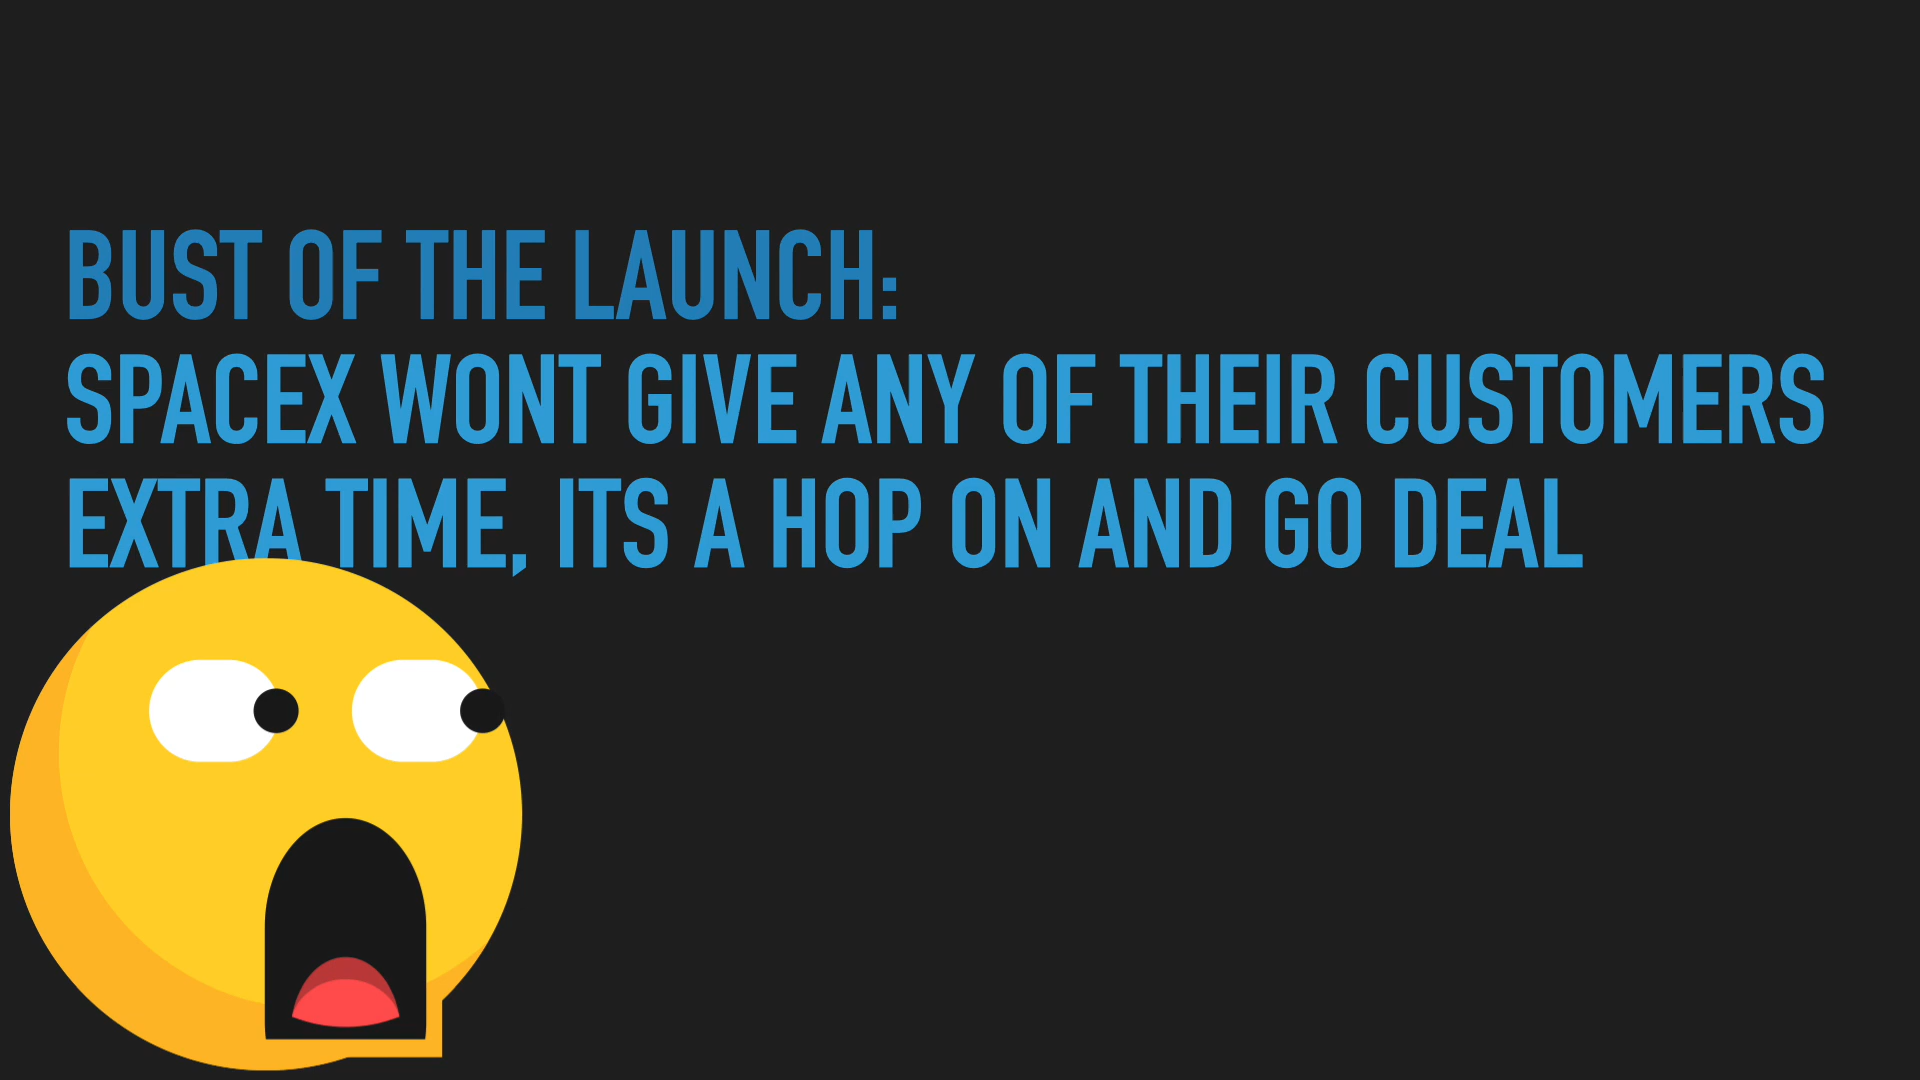 BUST OF THE LAUNCH:
SPACEX WONT GIVE ANY OF THEIR CUSTOMERS
EXTRA TIME, ITS A HOP ON AND GO DEAL